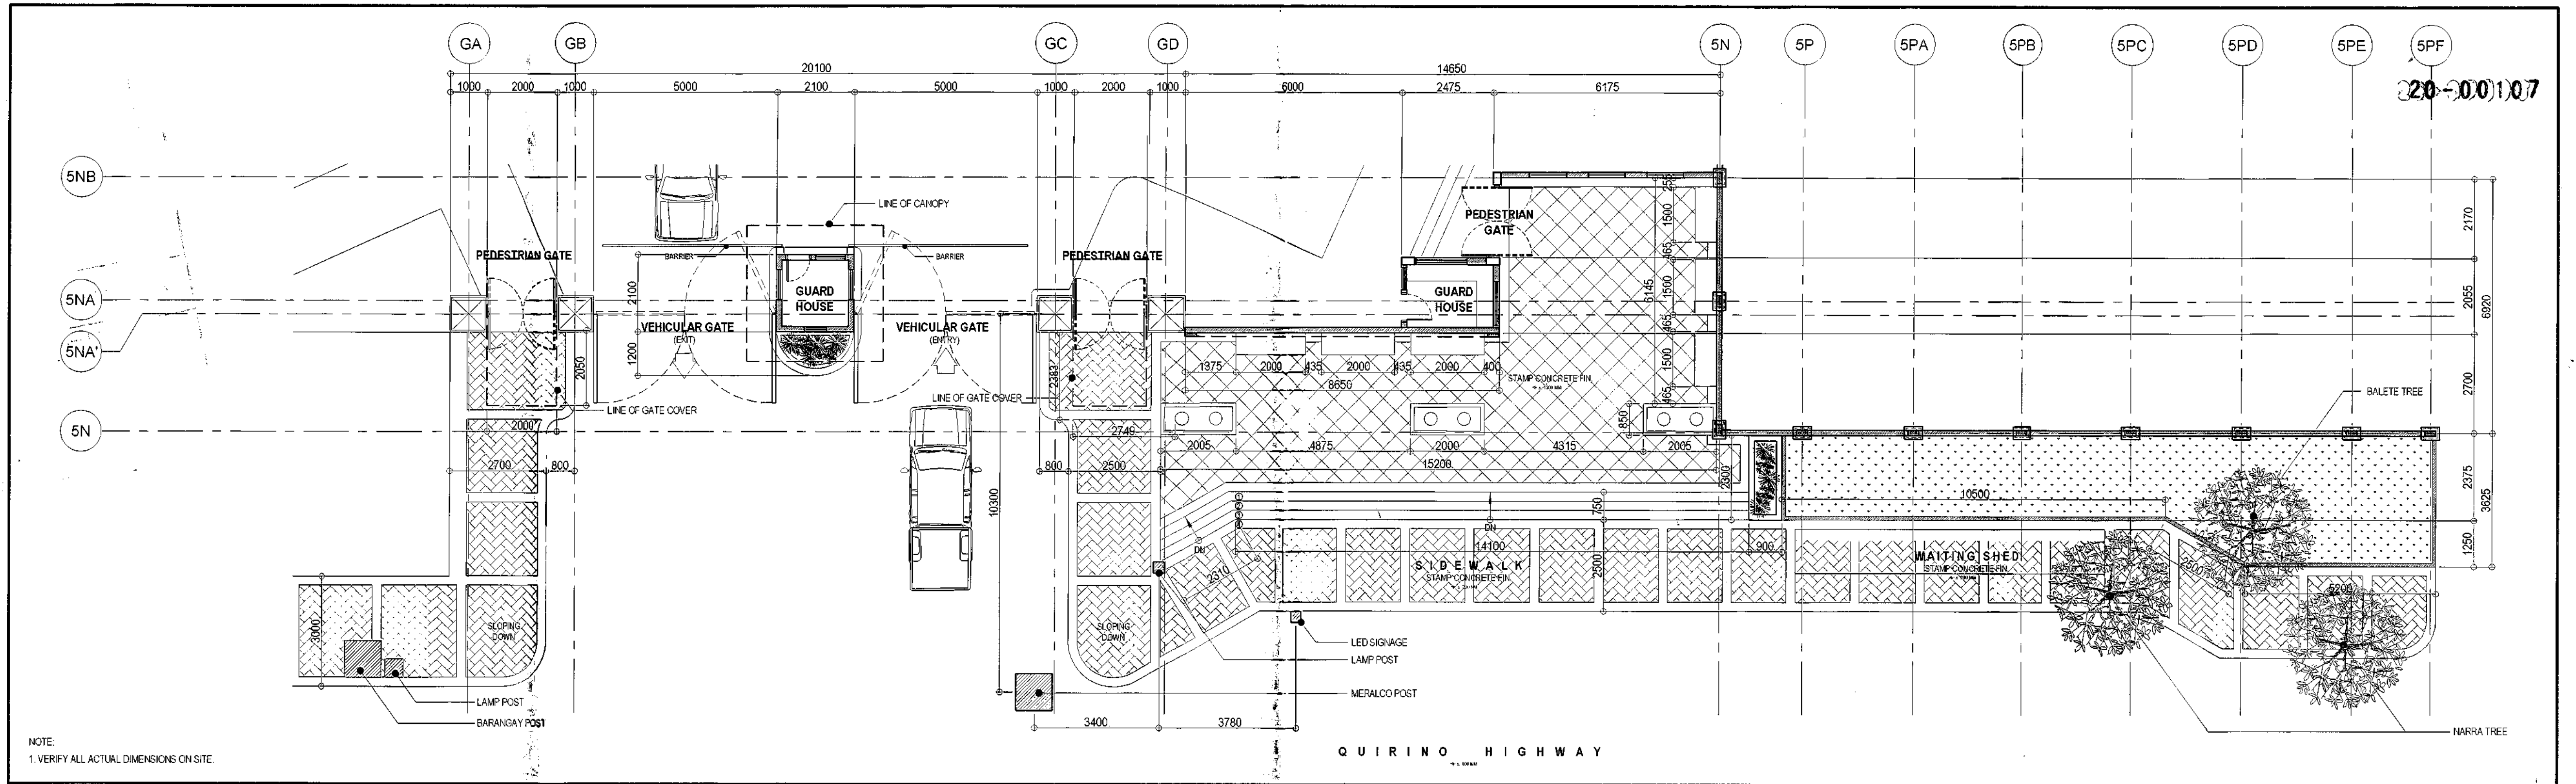 GA GB GC GD 5N 5P 5PA 5PB 5PC 5PD 5PE 5PF
20100 14650
1000 2000 1000 5000 2100 5000 1000 2000 1000 6000 2475 6175
20-00107
5NB
5NA
5NA'
5N
LINE OF CANOPY
PEDESTRIAN GATE
BARRIER
BARRIER
PEDESTRIAN GATE
PEDESTRIAN
GATE
GUARD
HOUSE
GUARD
HOUSE
VEHICULAR GATE
(EXIT)
VEHICULAR GATE
(ENTRY)
2100
1200
2050
2383
LINE OF GATE COVER
LINE OF GATE COVER
2000
2700 800
2749
800 2500
10300
1375 2000 435 2000 435 2000 400
8650
STAMP CONCRETE FIN.
255
1500
465
1500
465
1500
465
6145
850
2005 4875 2000 4315 2005
15200
2300
750
DN
DN
1
2
3
4
14100
900
2310
2500
SIDEWALK
STAMP CONCRETE FIN.
WAITING SHED
STAMP CONCRETE FIN.
10500
2500
5200
BALETE TREE
2170
2055
2700
6920
2375
1250
3625
3000
SLOPING
DOWN
SLOPING
DOWN
LAMP POST
BARANGAY POST
LED SIGNAGE
LAMP POST
MERALCO POST
3400 3780
NARRA TREE
QUIRINO HIGHWAY
NOTE:
1. VERIFY ALL ACTUAL DIMENSIONS ON SITE.